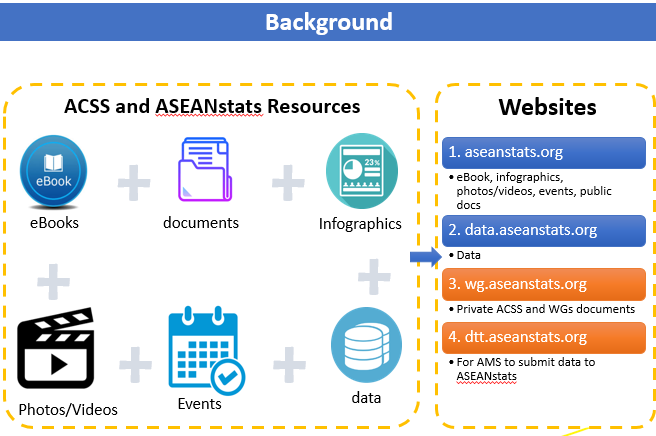 Background
ACSS and ASEANstats Resources
eBook
eBooks
documents
23%
Infographics
Photos/Videos
Events
data
Websites
1. aseanstats.org
• eBook, infographics,
photos/videos, events, public
docs
2. data.aseanstats.org
• Data
3. wg.aseanstats.org
• Private ACSS and WGs documents
4. dtt.aseanstats.org
• For AMS to submit data to
ASEANstats